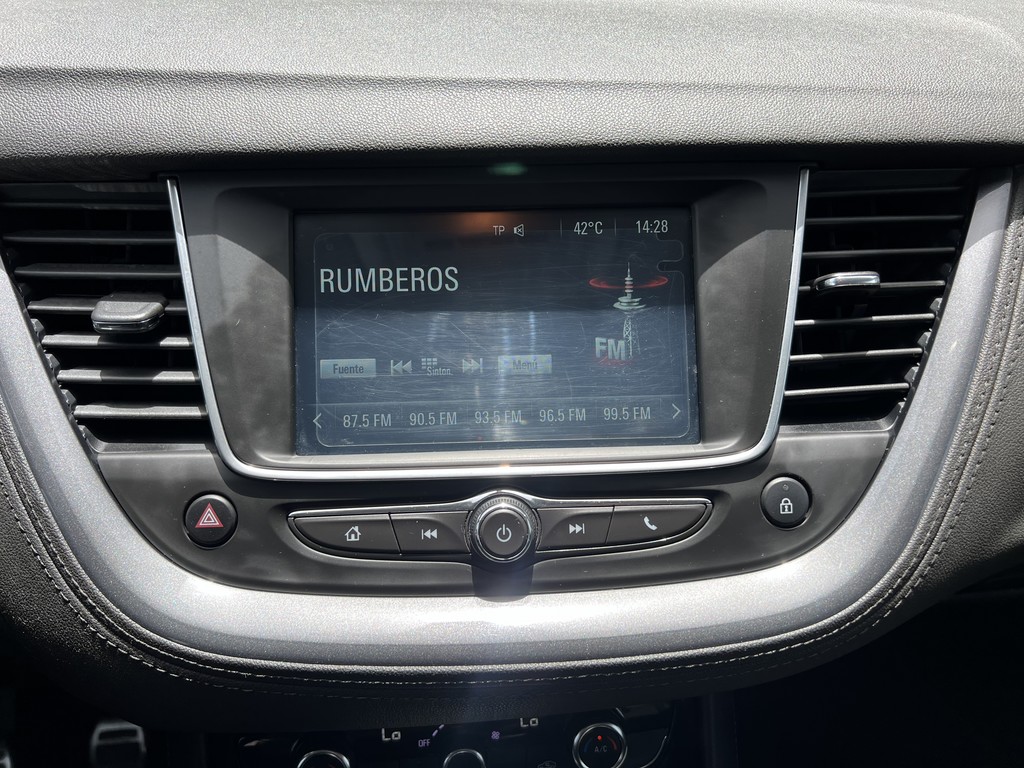 TP 42°C 14:28
RUMBEROS
FM
Fuente Sinton. Menú
87.5 FM 90.5 FM 93.5 FM 96.5 FM 99.5 FM
Lo OFF Lo
A/C